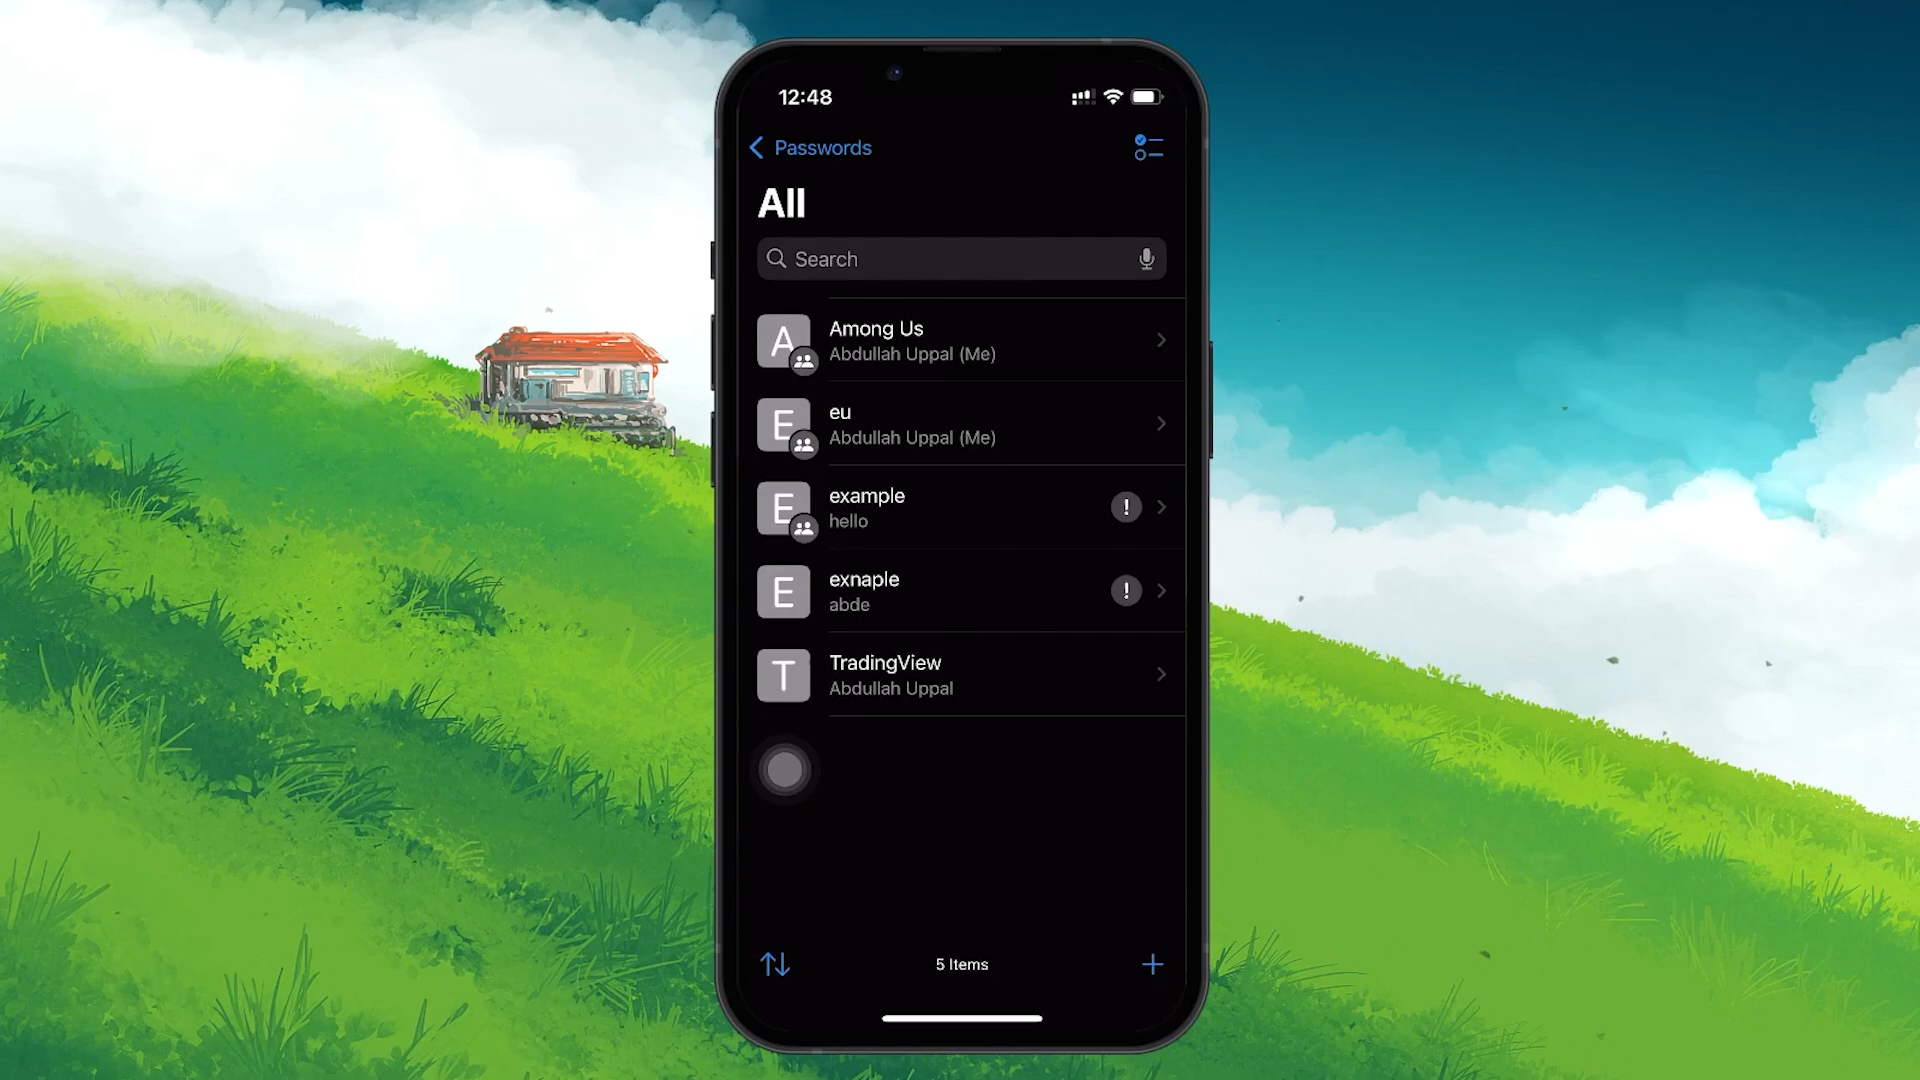 12:48
Passwords
All
Search
A
Among Us
Abdullah Uppal (Me)
E
eu
Abdullah Uppal (Me)
E
example
hello
!
E
exnaple
abde
!
T
TradingView
Abdullah Uppal
5 Items